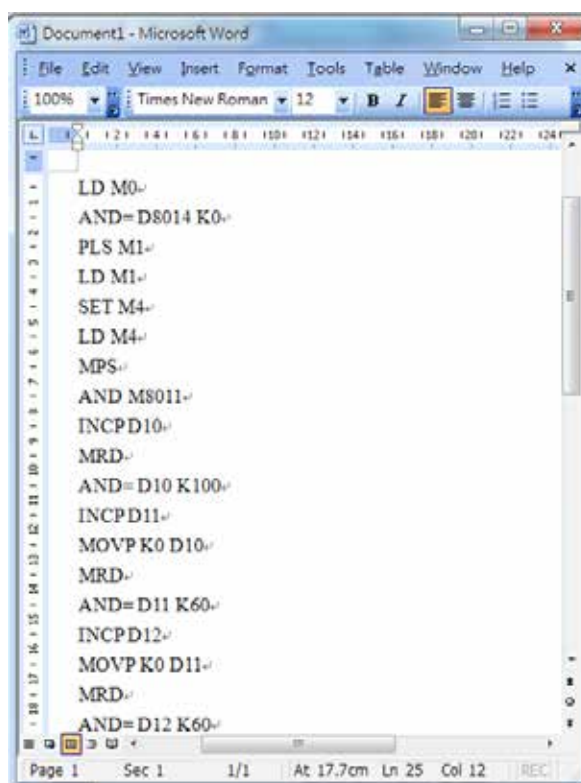 Document1 - Microsoft Word
File Edit View Insert Format Tools Table Window Help ×
100% Times New Roman 12 B I
LD M0
AND= D8014 K0
PLS M1
LD M1
SET M4
LD M4
MPS
AND M8011
INCP D10
MRD
AND= D10 K100
INCP D11
MOVP K0 D10
MRD
AND= D11 K60
INCP D12
MOVP K0 D11
MRD
AND= D12 K60
Page 1 Sec 1 1/1 At 17.7cm Ln 25 Col 12 REC